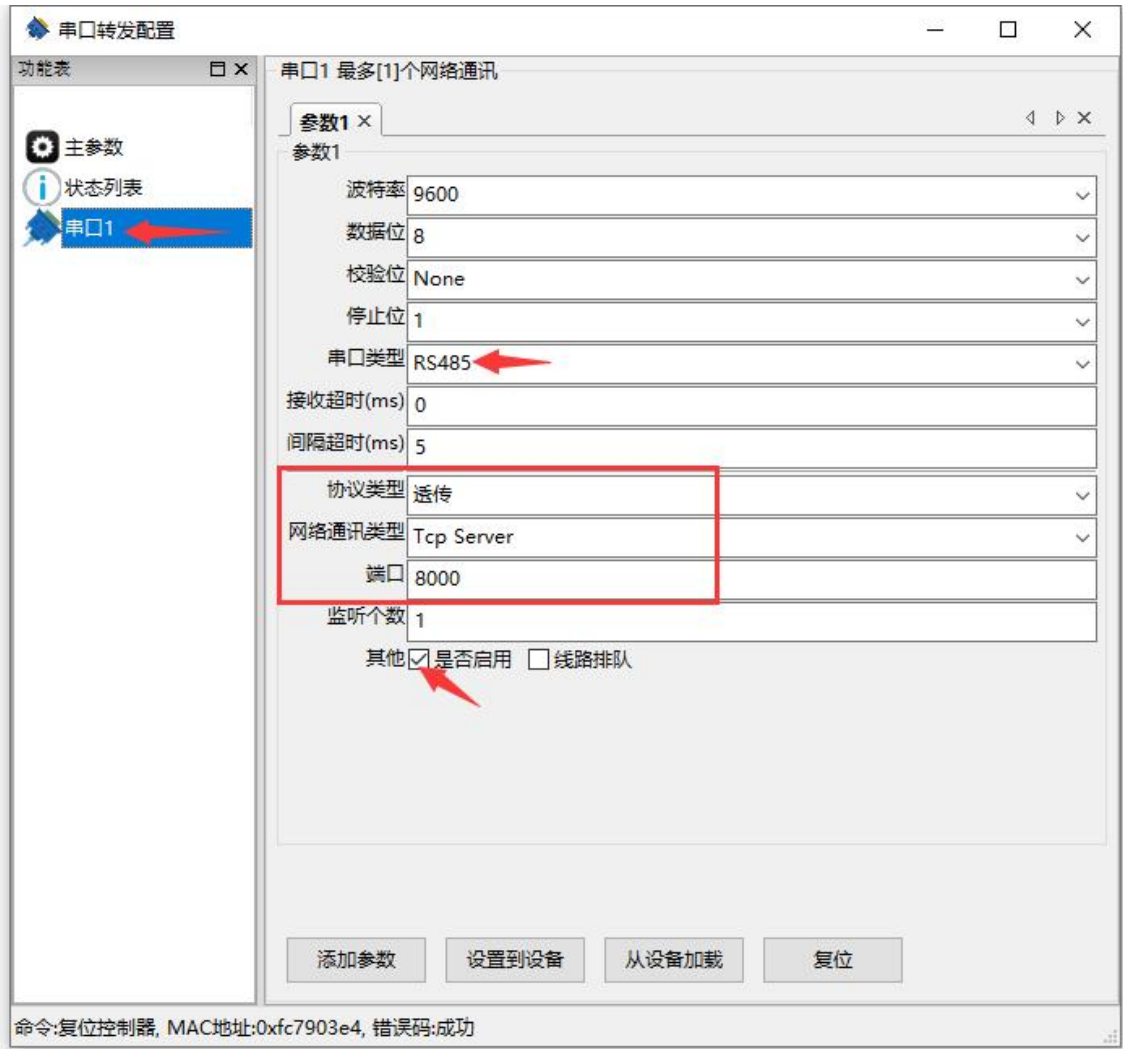 串口转发配置
功能表
主参数
状态列表
串口1
串口1 最多[1]个网络通讯
参数1
参数1
波特率 9600
数据位 8
校验位 None
停止位 1
串口类型 RS485
接收超时(ms) 0
间隔超时(ms) 5
协议类型 透传
网络通讯类型 Tcp Server
端口 8000
监听个数 1
其他 是否启用 线路排队
添加参数 设置到设备 从设备加载 复位
命令:复位控制器, MAC地址:0xfc7903e4, 错误码:成功